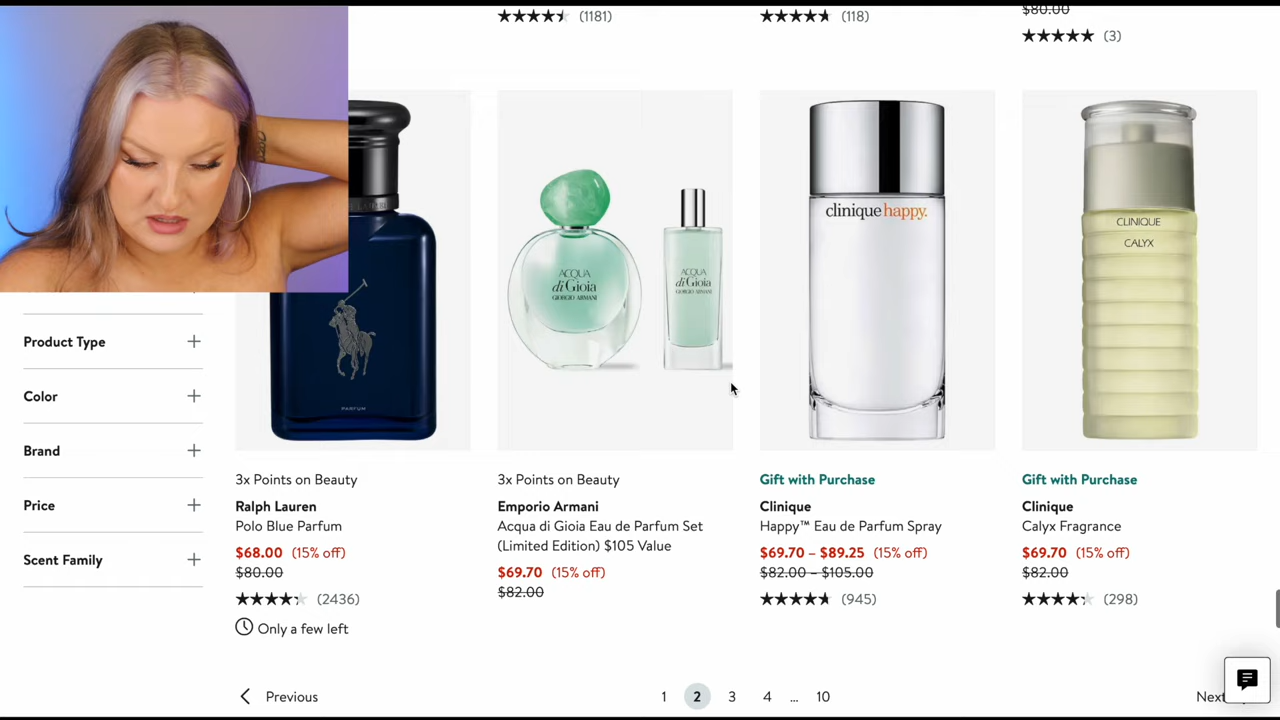 (1181)
(118)
$80.00
(3)
ACQUA
di Gioia
GIORGIO ARMANI
ACQUA
di Gioia
GIORGIO ARMANI
clinique happy.
CLINIQUE
CALYX
PARFUM
Product Type
Color
Brand
Price
Scent Family
3x Points on Beauty
Ralph Lauren
Polo Blue Parfum
$68.00 (15% off)
$80.00
(2436)
Only a few left
3x Points on Beauty
Emporio Armani
Acqua di Gioia Eau de Parfum Set
(Limited Edition) $105 Value
$69.70 (15% off)
$82.00
Gift with Purchase
Clinique
Happy™ Eau de Parfum Spray
$69.70 – $89.25 (15% off)
$82.00 – $105.00
(945)
Gift with Purchase
Clinique
Calyx Fragrance
$69.70 (15% off)
$82.00
(298)
Previous
1 2 3 4 ... 10
Next